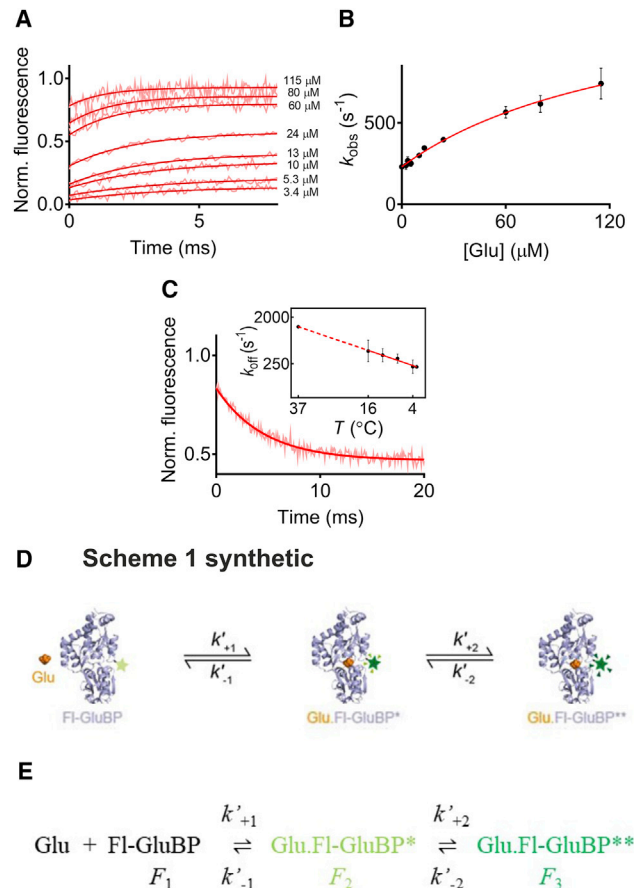 A
Norm. fluorescence
1.0
0.5
0.0
0
5
Time (ms)
115 μM
80 μM
60 μM
24 μM
13 μM
10 μM
5.3 μM
3.4 μM
B
kobs (s-1)
500
0
0
60
120
[Glu] (μM)
C
Norm. fluorescence
1.0
0.5
0
10
20
Time (ms)
koff (s-1)
2000
250
37
16
4
T (°C)
D Scheme 1 synthetic
Glu
Fl-GluBP
k'+1
k'-1
Glu.Fl-GluBP*
k'+2
k'-2
Glu.Fl-GluBP**
E
k'+1 k'+2
Glu + Fl-GluBP ⇌ Glu.Fl-GluBP* ⇌ Glu.Fl-GluBP**
F1 k'-1 F2 k'-2 F3